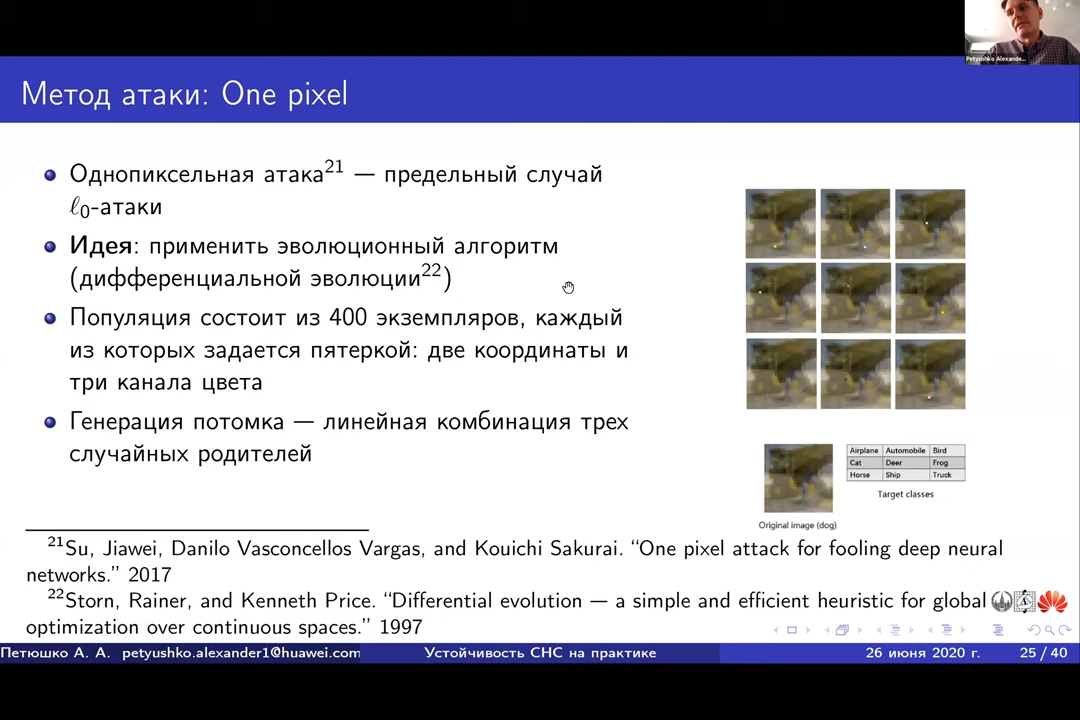 Petyushko Alexande...
Метод атаки: One pixel
Однопиксельная атака21 — предельный случай
ℓ0-атаки
Идея: применить эволюционный алгоритм
(дифференциальной эволюции22)
Популяция состоит из 400 экземпляров, каждый
из которых задается пятеркой: две координаты и
три канала цвета
Генерация потомка — линейная комбинация трех
случайных родителей
Airplane Automobile Bird
Cat Deer Frog
Horse Ship Truck
Target classes
Original image (dog)
21Su, Jiawei, Danilo Vasconcellos Vargas, and Kouichi Sakurai. “One pixel attack for fooling deep neural
networks.” 2017
22Storn, Rainer, and Kenneth Price. “Differential evolution — a simple and efficient heuristic for global
optimization over continuous spaces.” 1997
Петюшко А. А. petyushko.alexander1@huawei.com Устойчивость СНС на практике 26 июня 2020 г. 25 / 40